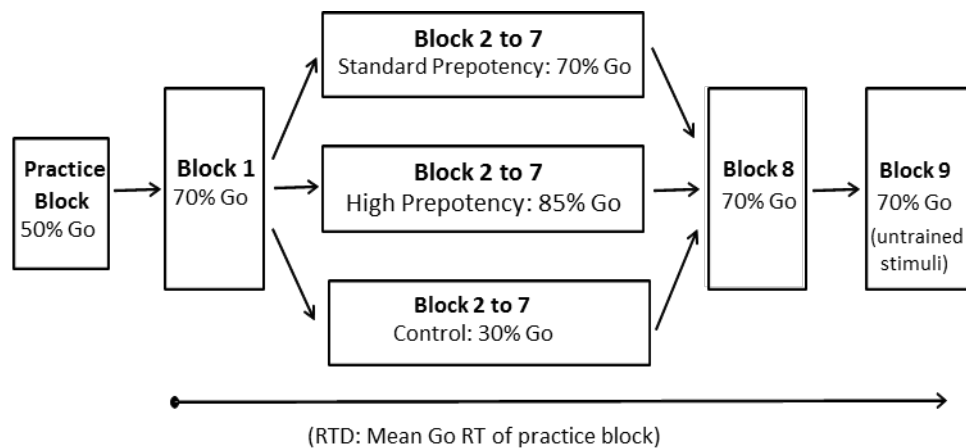 Practice
Block
50% Go
Block 1
70% Go
Block 2 to 7
Standard Prepotency: 70% Go
Block 2 to 7
High Prepotency: 85% Go
Block 2 to 7
Control: 30% Go
Block 8
70% Go
Block 9
70% Go
(untrained
stimuli)
(RTD: Mean Go RT of practice block)